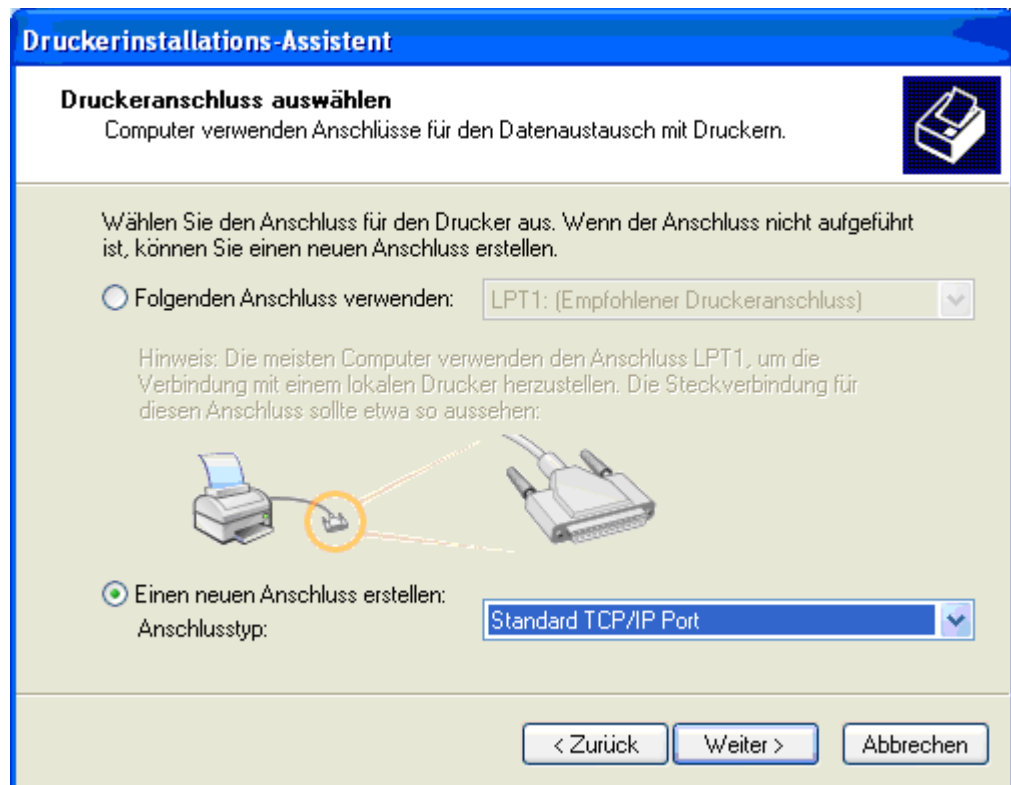 Druckerinstallations-Assistent
Druckeranschluss auswählen
Computer verwenden Anschlüsse für den Datenaustausch mit Druckern.
Wählen Sie den Anschluss für den Drucker aus. Wenn der Anschluss nicht aufgeführt
ist, können Sie einen neuen Anschluss erstellen.
Folgenden Anschluss verwenden: LPT1: (Empfohlener Druckeranschluss)
Hinweis: Die meisten Computer verwenden den Anschluss LPT1, um die
Verbindung mit einem lokalen Drucker herzustellen. Die Steckverbindung für
diesen Anschluss sollte etwa so aussehen:
Einen neuen Anschluss erstellen:
Anschlusstyp: Standard TCP/IP Port
< Zurück Weiter > Abbrechen